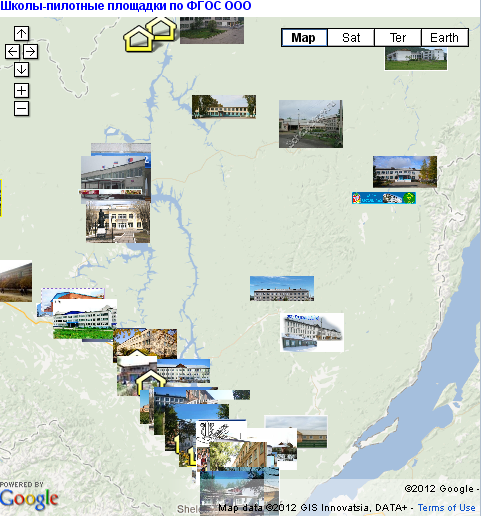 Школы-пилотные площадки по ФГОС ООО
Map Sat Ter Earth
POWERED BY
Google
©2012 Google -
Map data ©2012 GIS Innovatsia, DATA+ - Terms of Use